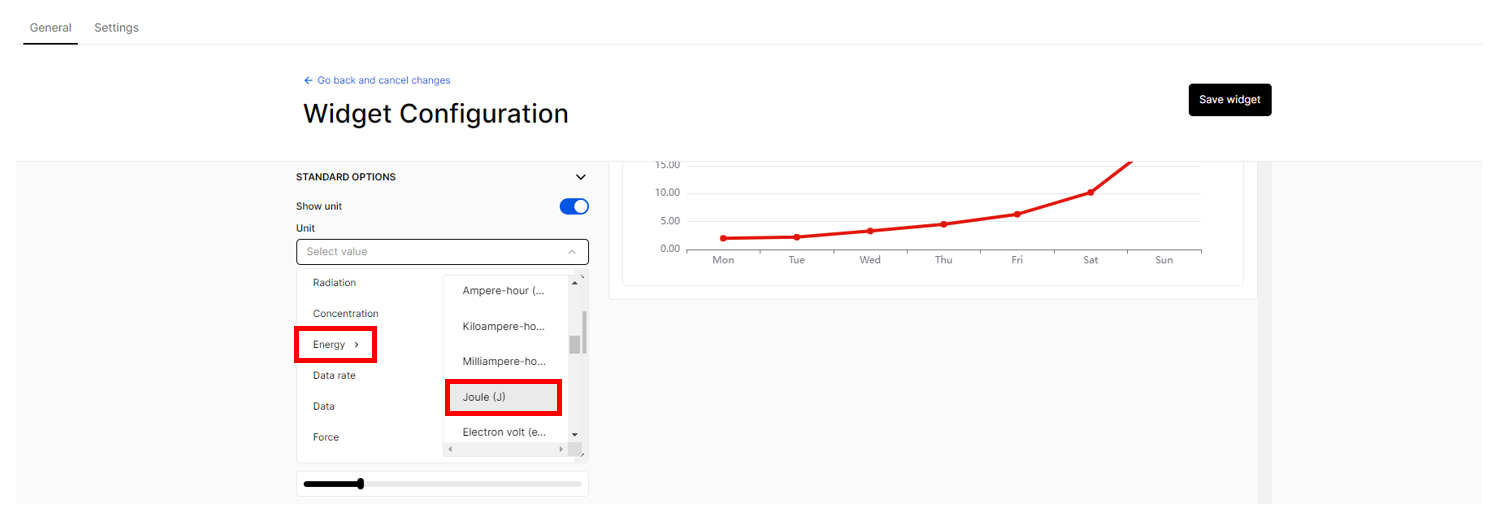 General Settings
Go back and cancel changes
Widget Configuration
Save widget
STANDARD OPTIONS
Show unit
Unit
Select value
Radiation
Concentration
Energy
Data rate
Data
Force
Ampere-hour (...
Kiloampere-ho...
Milliampere-ho...
Joule (J)
Electron volt (e...
15.00
10.00
5.00
0.00
Mon Tue Wed Thu Fri Sat Sun